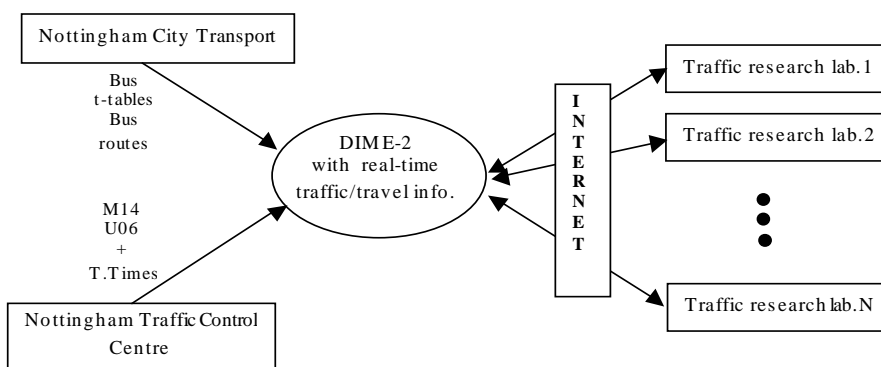 Nottingham City Transport
Bus
t-tables
Bus
routes
M14
U06
+
T.Times
Nottingham Traffic Control
Centre
DIME-2
with real-time
traffic/travel info.
INTERNET
Traffic research lab.1
Traffic research lab.2
Traffic research lab.N